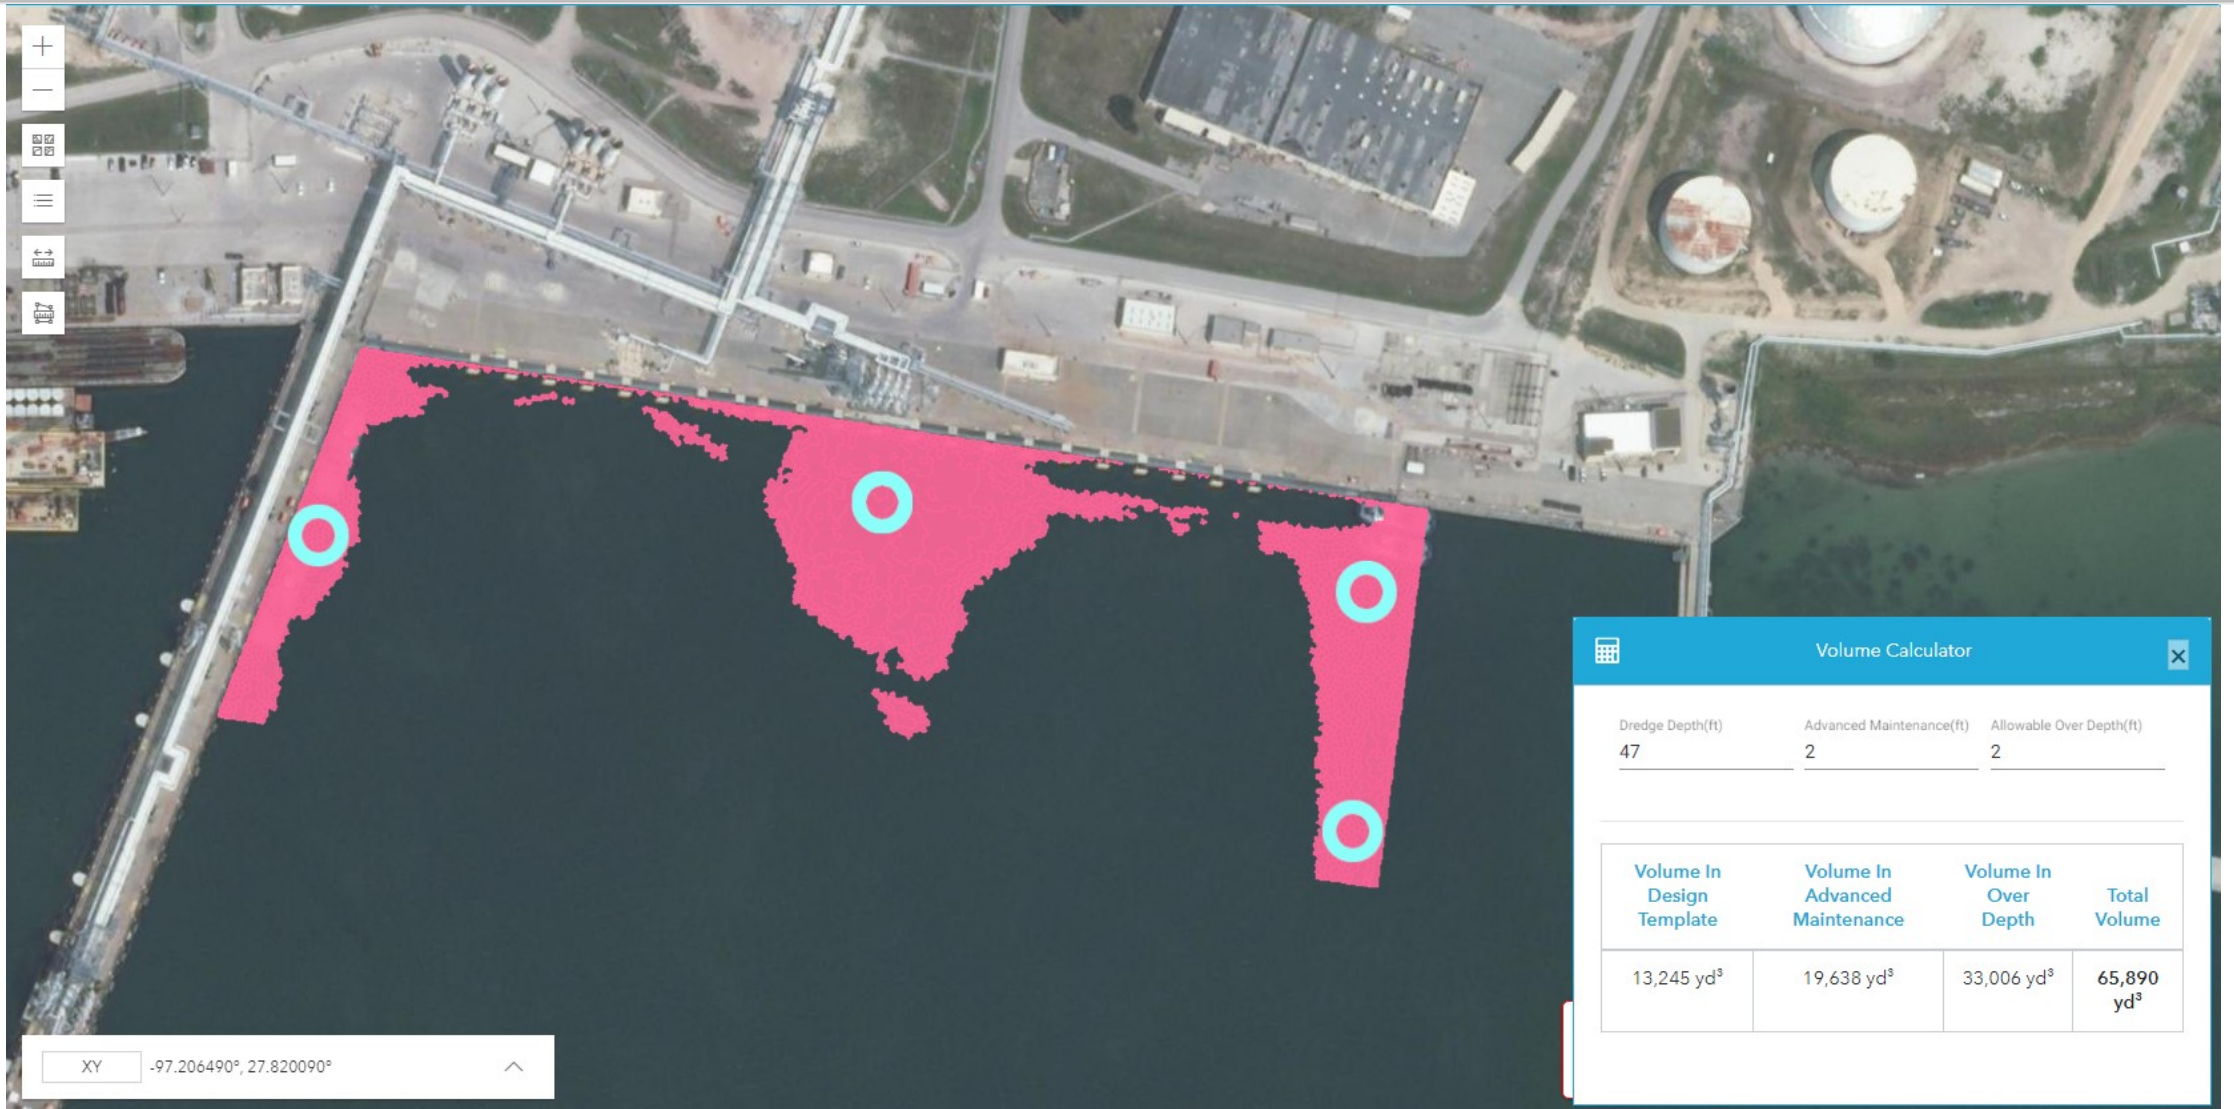 Volume Calculator
Dredge Depth(ft)
Advanced Maintenance(ft)
Allowable Over Depth(ft)
47
2
2
Volume In
Design
Template
Volume In
Advanced
Maintenance
Volume In
Over
Depth
Total
Volume
13,245 yd³
19,638 yd³
33,006 yd³
65,890
yd³
XY
-97.206490°, 27.820090°